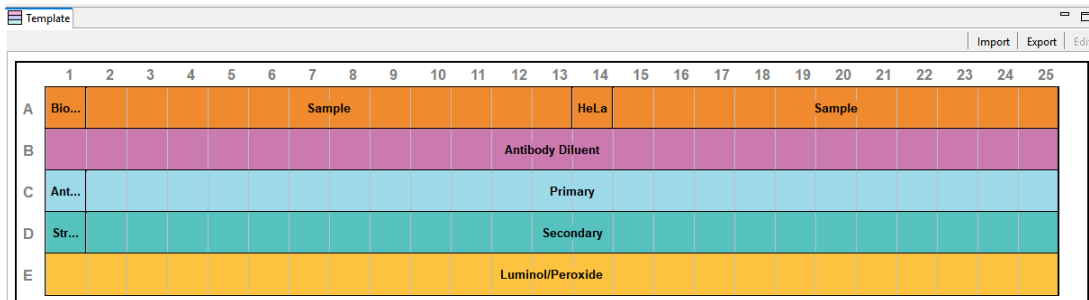 Template
Import Export Edi
1 2 3 4 5 6 7 8 9 10 11 12 13 14 15 16 17 18 19 20 21 22 23 24 25
A Bio... Sample HeLa Sample
B Antibody Diluent
C Ant... Primary
D Str... Secondary
E Luminol/Peroxide